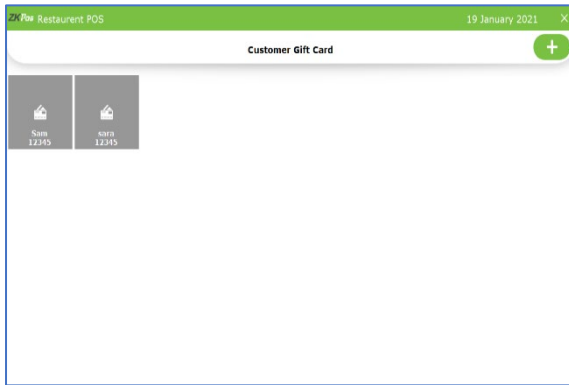 ZKPos Restaurent POS
19 January 2021 X
Customer Gift Card
+
Sam
12345
sara
12345